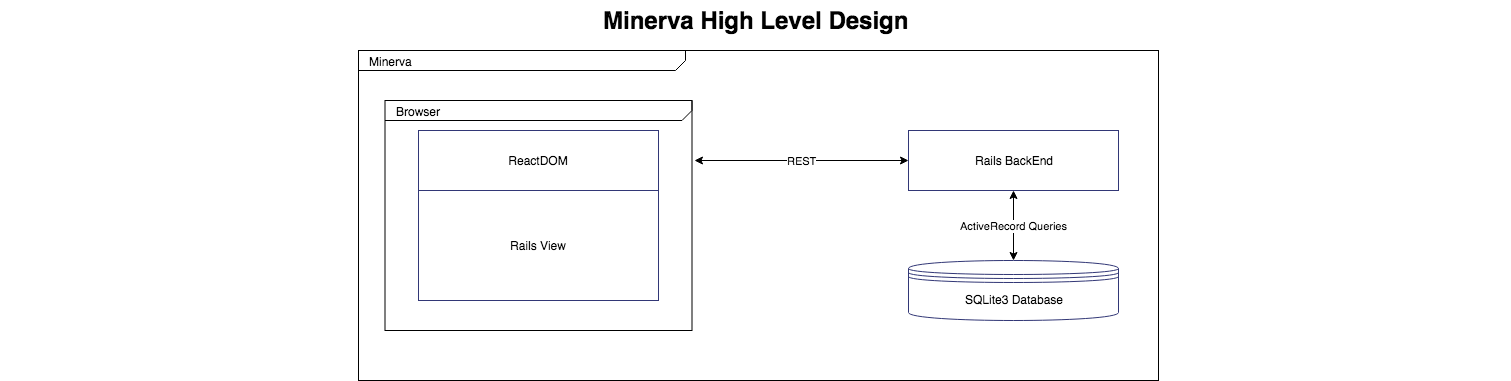 Minerva High Level Design
Minerva
Browser
ReactDOM
REST
Rails BackEnd
Rails View
ActiveRecord Queries
SQLite3 Database